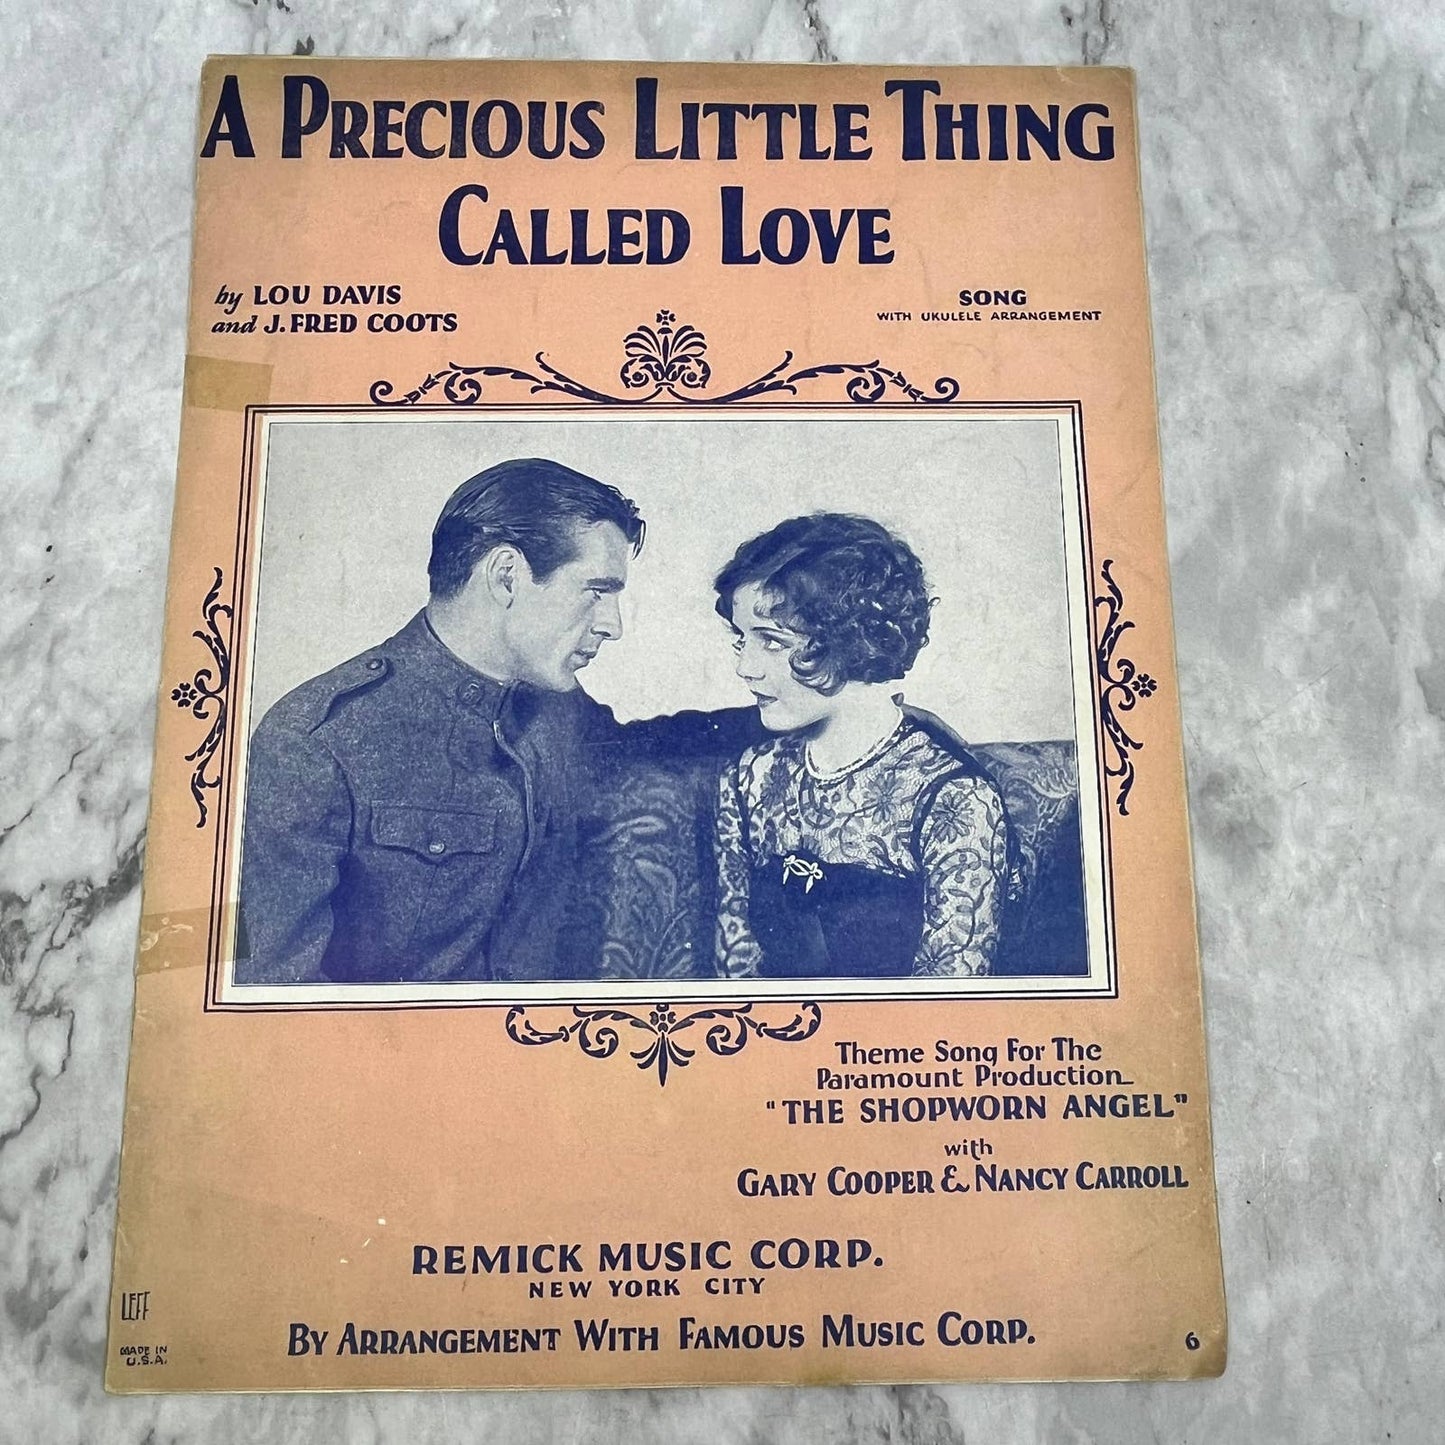 A PRECIOUS LITTLE THING
CALLED LOVE
by LOU DAVIS
and J. FRED COOTS
SONG
WITH UKULELE ARRANGEMENT
Theme Song For The
Paramount Production
"THE SHOPWORN ANGEL"
with
GARY COOPER & NANCY CARROLL
REMICK MUSIC CORP.
NEW YORK CITY
BY ARRANGEMENT WITH FAMOUS MUSIC CORP.
LEFF
MADE IN
U.S.A.
6